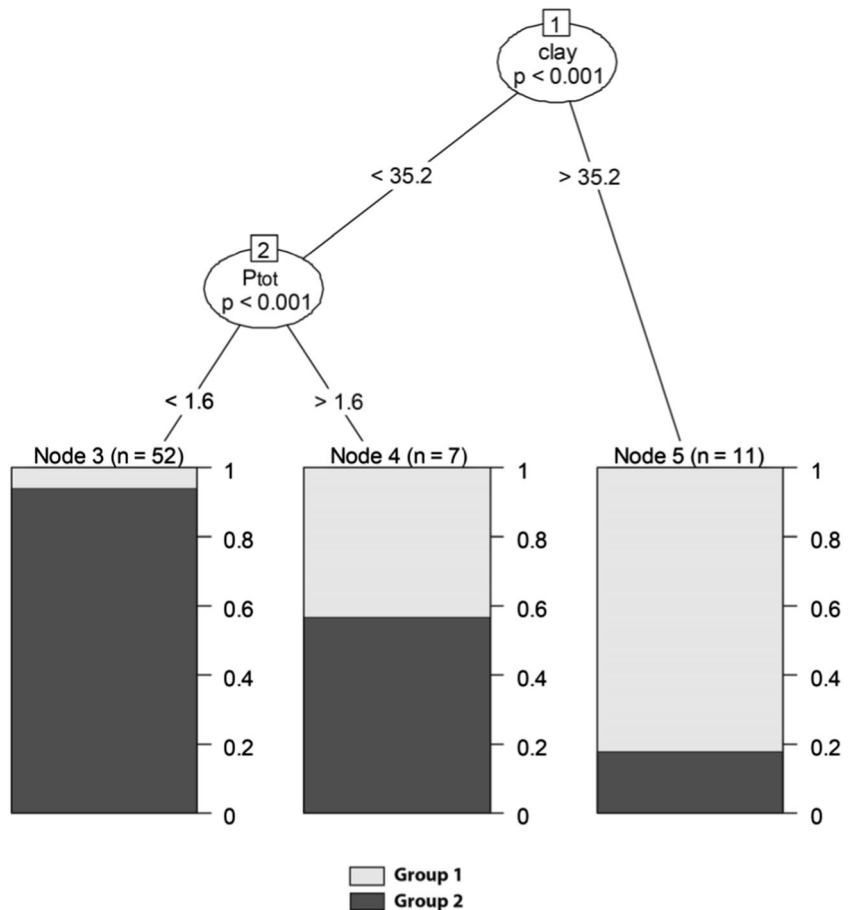 1
clay
p < 0.001
< 35.2
> 35.2
2
Ptot
p < 0.001
< 1.6
> 1.6
Node 3 (n = 52)
Node 4 (n = 7)
Node 5 (n = 11)
1
0.8
0.6
0.4
0.2
0
1
0.8
0.6
0.4
0.2
0
1
0.8
0.6
0.4
0.2
0
Group 1
Group 2